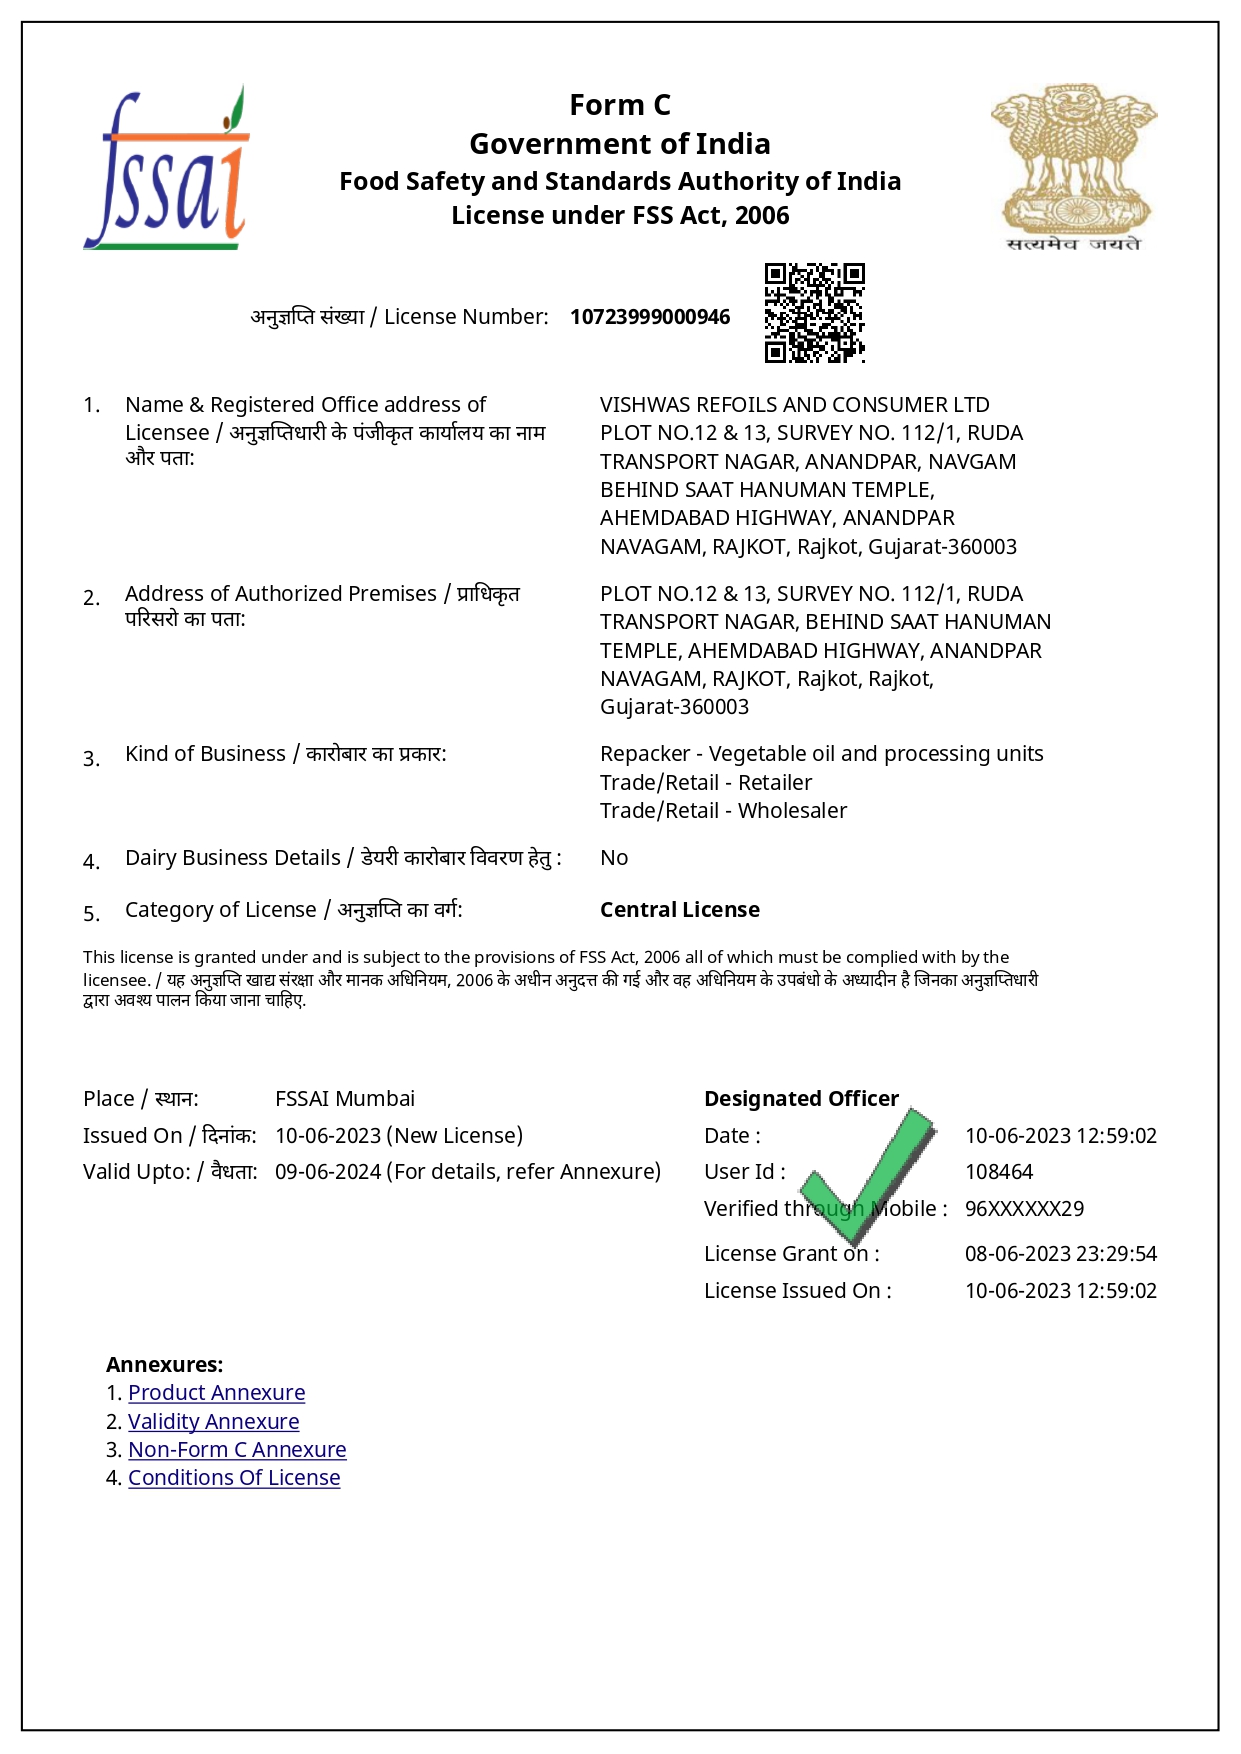 fssai
Form C
Government of India
Food Safety and Standards Authority of India
License under FSS Act, 2006
सत्यमेव जयते
अनुज्ञप्ति संख्या / License Number: 10723999000946
1. Name & Registered Office address of
Licensee / अनुज्ञप्तिधारी के पंजीकृत कार्यालय का नाम
और पता:
VISHWAS REFOILS AND CONSUMER LTD
PLOT NO.12 & 13, SURVEY NO. 112/1, RUDA
TRANSPORT NAGAR, ANANDPAR, NAVGAM
BEHIND SAAT HANUMAN TEMPLE,
AHEMDABAD HIGHWAY, ANANDPAR
NAVAGAM, RAJKOT, Rajkot, Gujarat-360003
2. Address of Authorized Premises / प्राधिकृत
परिसरो का पता:
PLOT NO.12 & 13, SURVEY NO. 112/1, RUDA
TRANSPORT NAGAR, BEHIND SAAT HANUMAN
TEMPLE, AHEMDABAD HIGHWAY, ANANDPAR
NAVAGAM, RAJKOT, Rajkot, Rajkot,
Gujarat-360003
3. Kind of Business / कारोबार का प्रकार:
Repacker - Vegetable oil and processing units
Trade/Retail - Retailer
Trade/Retail - Wholesaler
4. Dairy Business Details / डेयरी कारोबार विवरण हेतु : No
5. Category of License / अनुज्ञप्ति का वर्ग: Central License
This license is granted under and is subject to the provisions of FSS Act, 2006 all of which must be complied with by the
licensee. / यह अनुज्ञप्ति खाद्य संरक्षा और मानक अधिनियम, 2006 के अधीन अनुदत्त की गई और वह अधिनियम के उपबंधो के अध्यादीन है जिनका अनुज्ञप्तिधारी
द्वारा अवश्य पालन किया जाना चाहिए.
Place / स्थान: FSSAI Mumbai
Issued On / दिनांक: 10-06-2023 (New License)
Valid Upto: / वैधता: 09-06-2024 (For details, refer Annexure)
Designated Officer
Date : 10-06-2023 12:59:02
User Id : 108464
Verified through Mobile : 96XXXXXX29
License Grant on : 08-06-2023 23:29:54
License Issued On : 10-06-2023 12:59:02
Annexures:
1. Product Annexure
2. Validity Annexure
3. Non-Form C Annexure
4. Conditions Of License